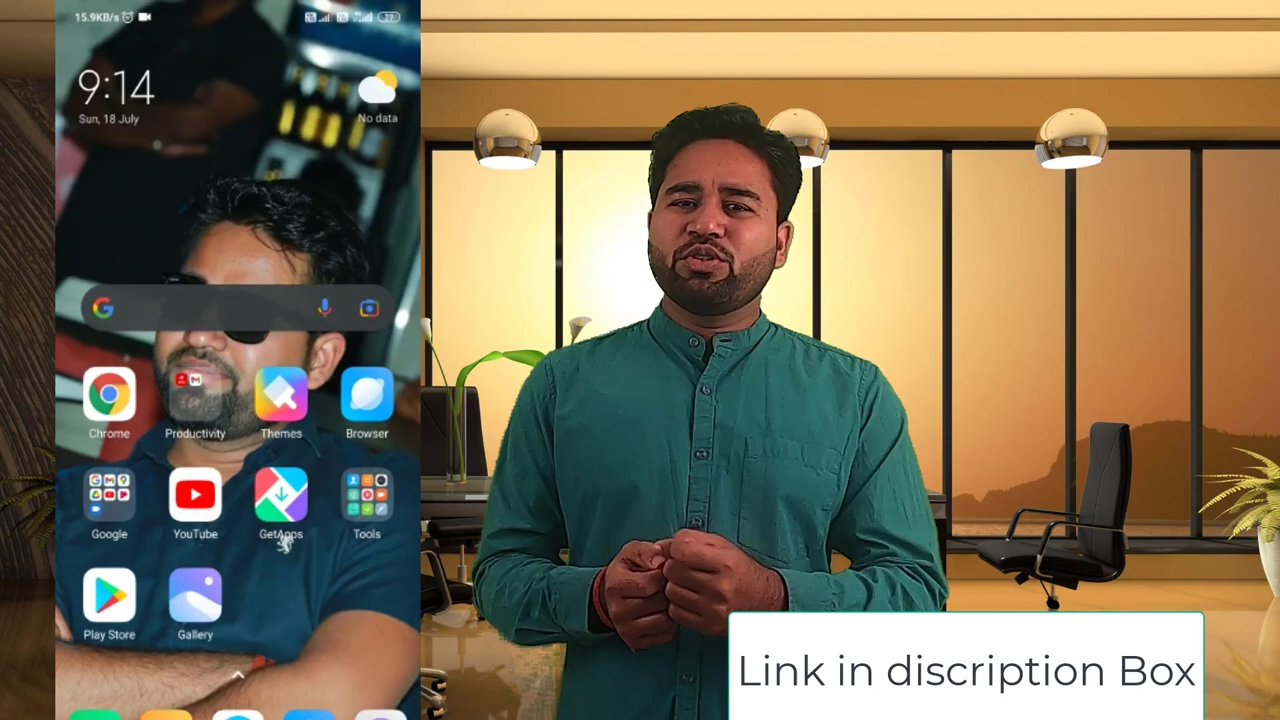 15.9KB/s
9:14
Sun, 18 July
No data
Chrome
Productivity
Themes
Browser
Google
YouTube
GetApps
Tools
Play Store
Gallery
Link in discription Box